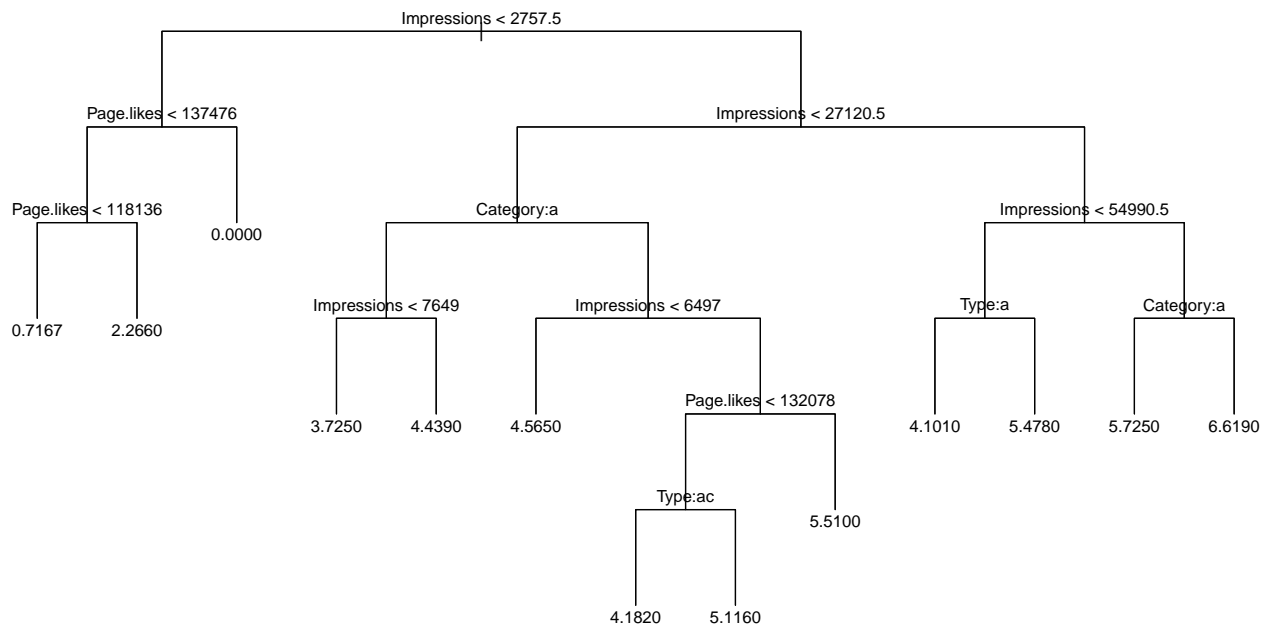 Impressions < 2757.5
Page.likes < 137476
Impressions < 27120.5
Page.likes < 118136
0.0000
Category:a
Impressions < 54990.5
0.7167
2.2660
Impressions < 7649
Impressions < 6497
Type:a
Category:a
3.7250
4.4390
4.5650
Page.likes < 132078
4.1010
5.4780
5.7250
6.6190
Type:ac
5.5100
4.1820
5.1160